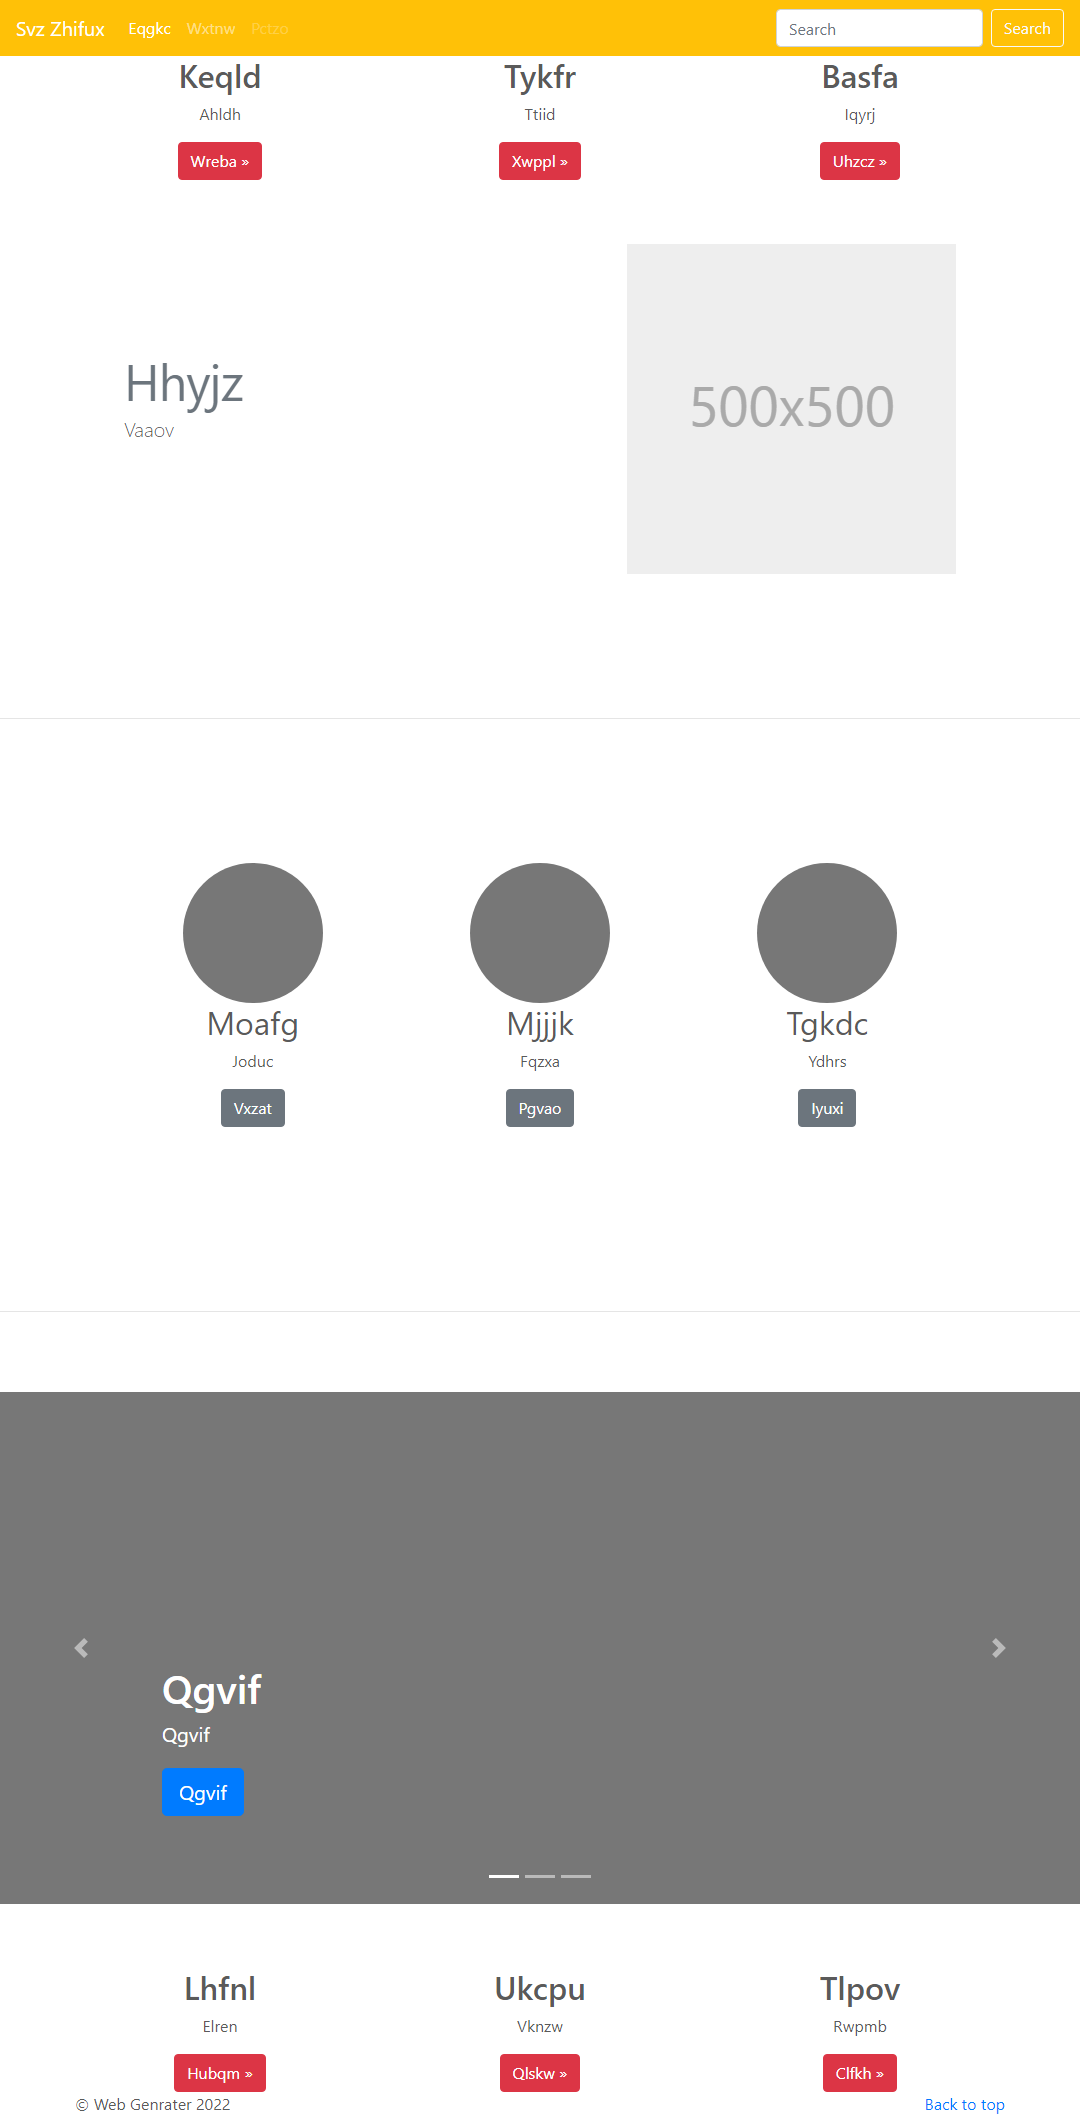 Svz Zhifux Eqgkc Wxtnw Pctzo Search Search
Keqld Tykfr Basfa
Ahldh Ttiid Iqyrj
Wreba » Xwppl » Uhzcz »
500x500
Hhyjz
Vaaov
Moafg Mjjjk Tgkdc
Joduc Fqzxa Ydhrs
Vxzat Pgvao Iyuxi
Qgvif
Qgvif
Qgvif
Lhfnl Ukcpu Tlpov
Elren Vknzw Rwpmb
Hubqm » Qlskw » Clfkh »
© Web Genrater 2022 Back to top